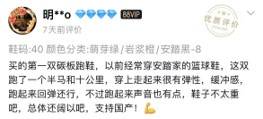 明**o 88VIP
7天前评价
优质评价
鞋码:40 颜色分类:萌芽绿/岩浆橙/安踏黑-8
买的第一双碳板跑鞋，以前经常穿安踏家的篮球鞋，这双
跑了一个半马和十公里，穿上走起来很有弹性，缓冲感，
跑起来回弹还行，不过跑起来声音也有点，鞋子不太重
吧，总体还阔以吧，支持国产！💪